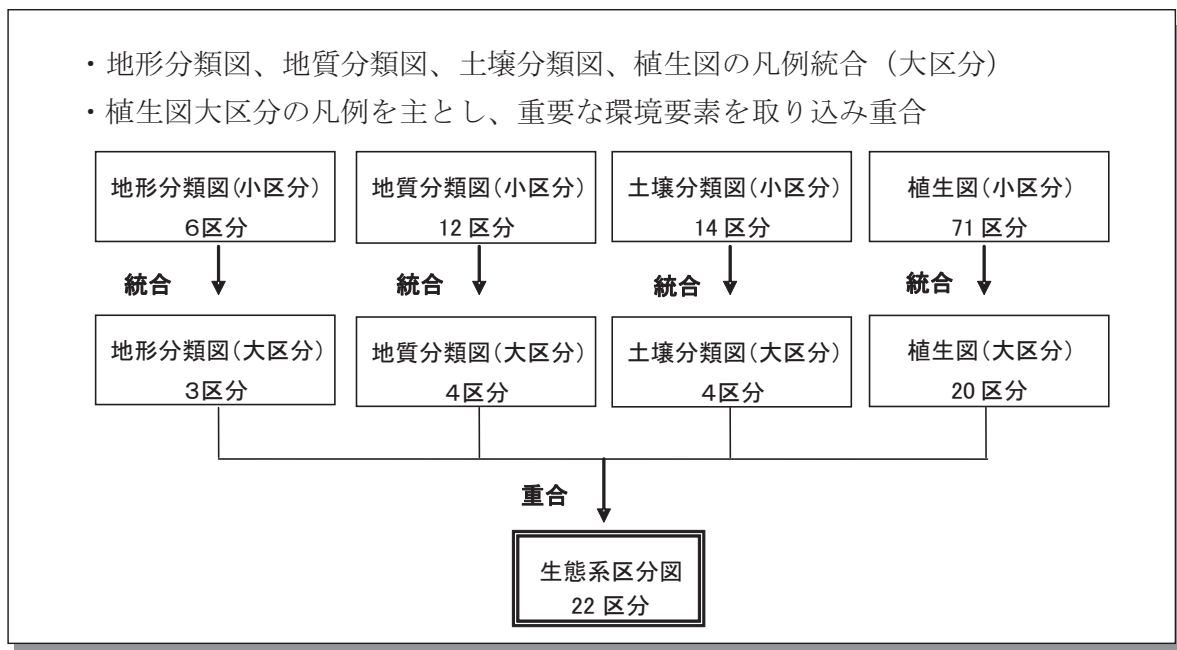 ・地形分類図、地質分類図、土壌分類図、植生図の凡例統合（大区分）
・植生図大区分の凡例を主とし、重要な環境要素を取り込み重合
地形分類図(小区分)
6区分
地質分類図(小区分)
12 区分
土壌分類図(小区分)
14 区分
植生図(小区分)
71 区分
統合
統合
統合
統合
地形分類図(大区分)
3区分
地質分類図(大区分)
4区分
土壌分類図(大区分)
4区分
植生図(大区分)
20 区分
重合
生態系区分図
22 区分